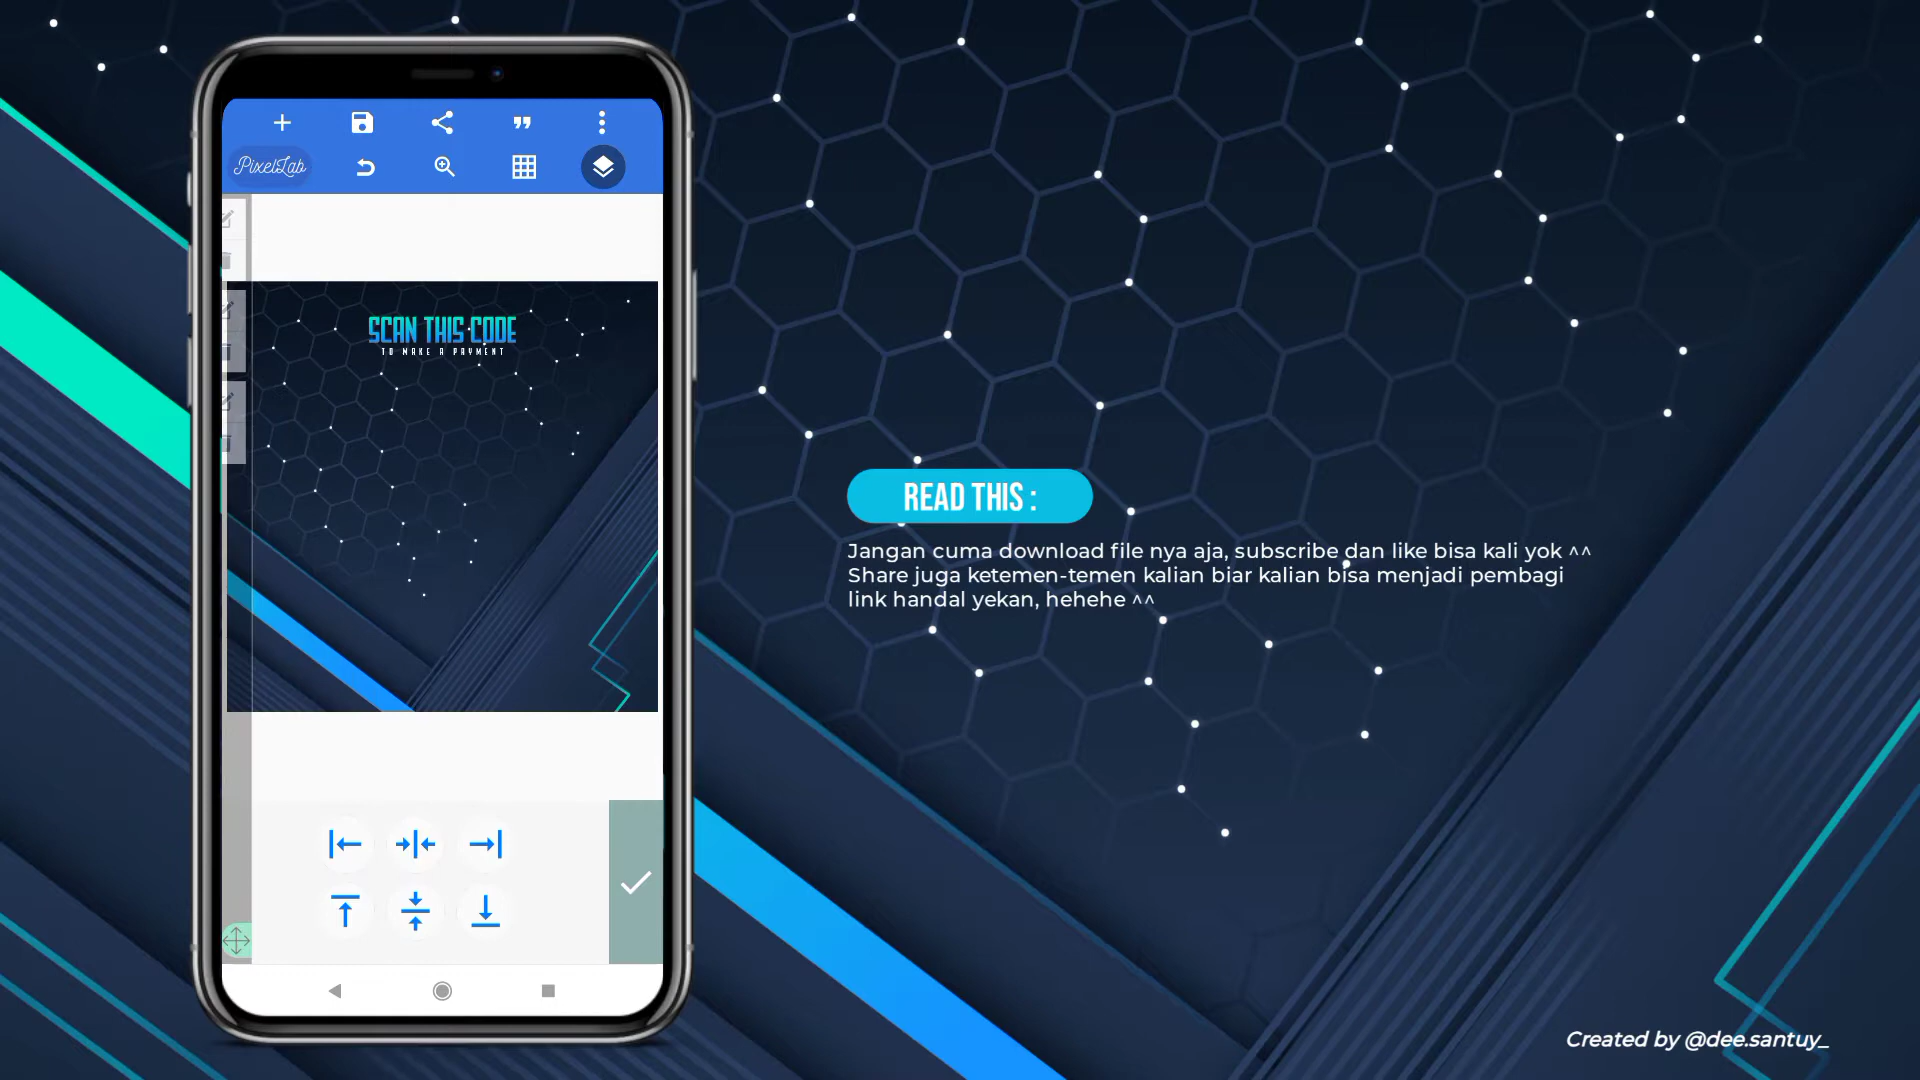 PixelLab
SCAN THIS CODE
TO MAKE A PAYMENT
READ THIS :
Jangan cuma download file nya aja, subscribe dan like bisa kali yok ^^
Share juga ketemen-temen kalian biar kalian bisa menjadi pembagi
link handal yekan, hehehe ^^
Created by @dee.santuy_